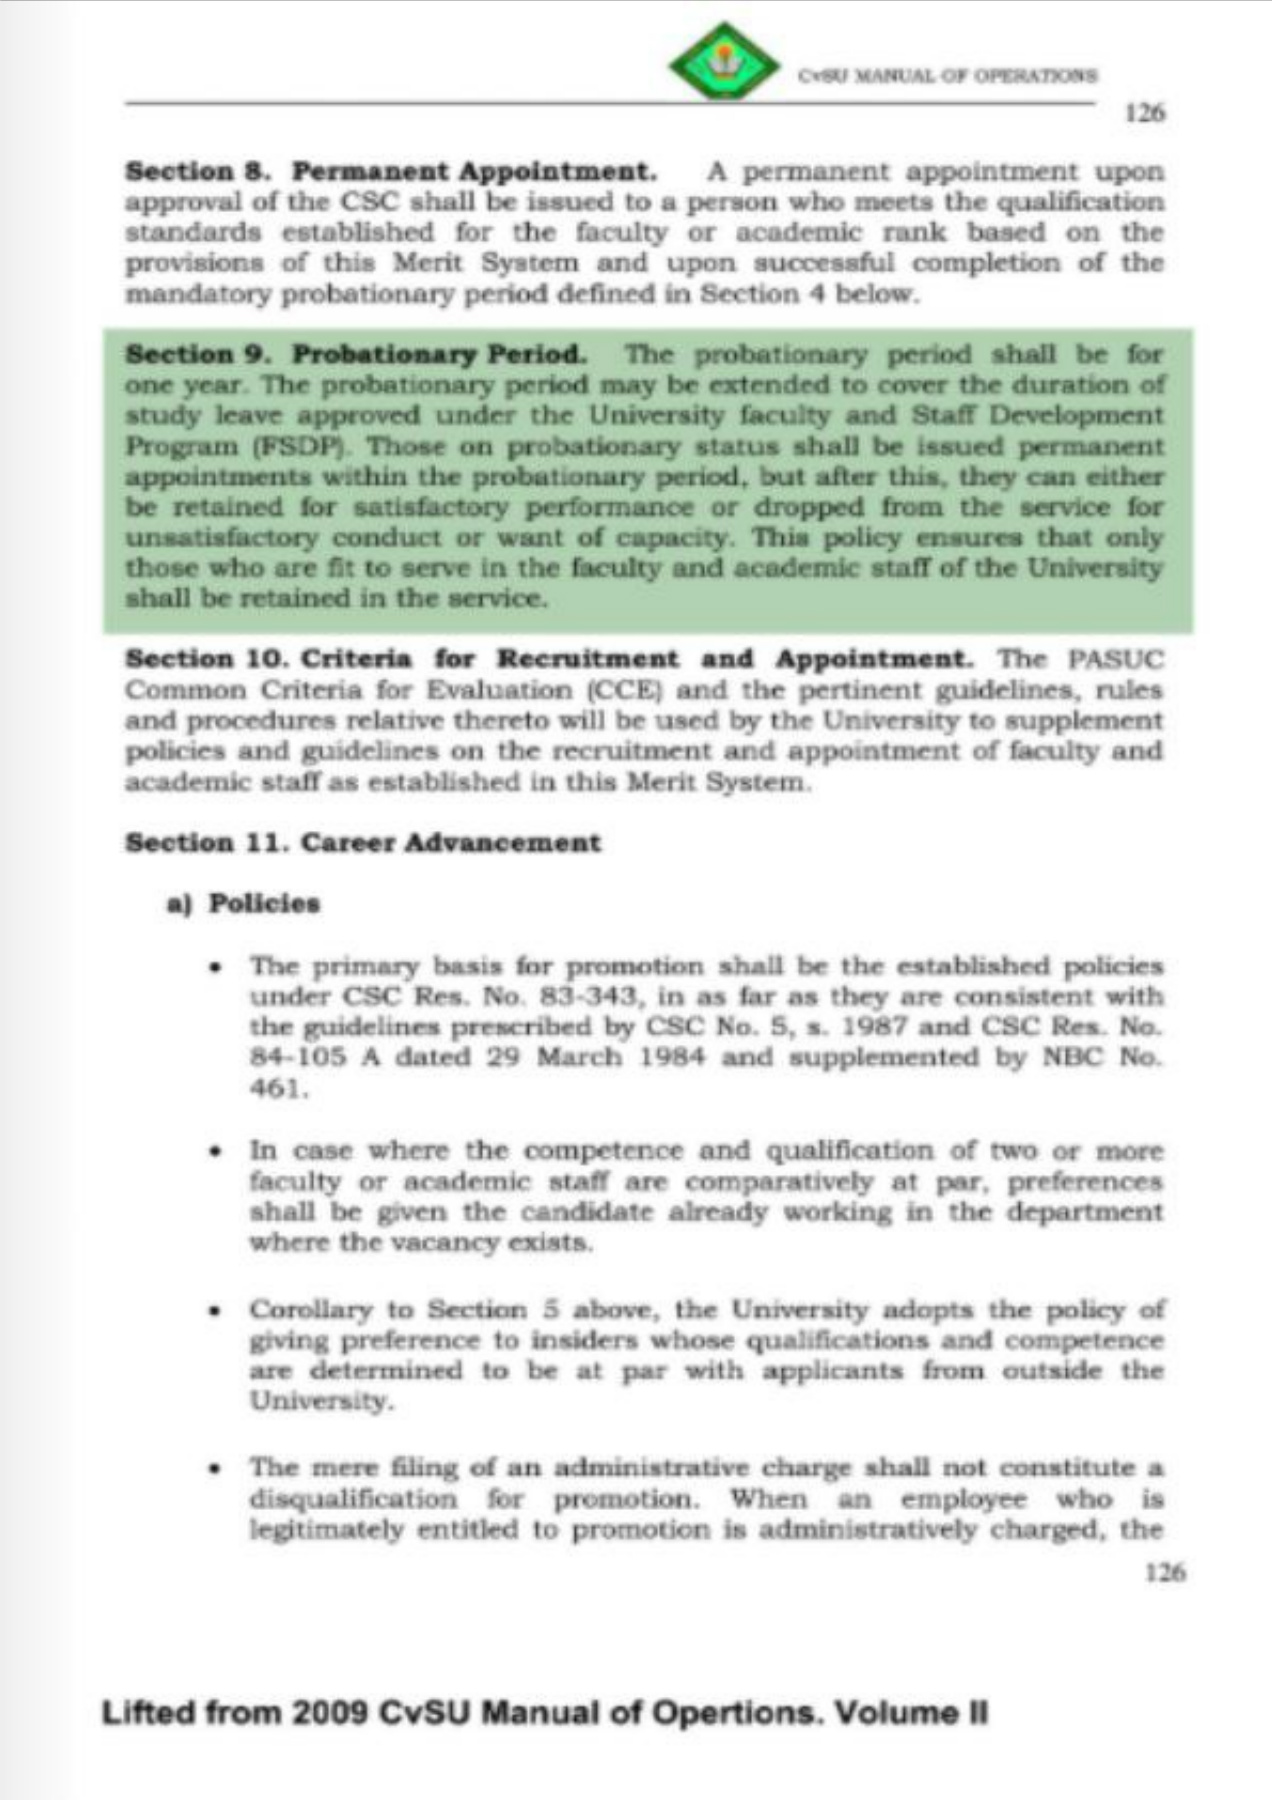 CvSU MANUAL OF OPERATIONS
126
Section 8. Permanent Appointment. A permanent appointment upon
approval of the CSC shall be issued to a person who meets the qualification
standards established for the faculty or academic rank based on the
provisions of this Merit System and upon successful completion of the
mandatory probationary period defined in Section 4 below.
Section 9. Probationary Period. The probationary period shall be for
one year. The probationary period may be extended to cover the duration of
study leave approved under the University faculty and Staff Development
Program (FSDP). Those on probationary status shall be issued permanent
appointments within the probationary period, but after this, they can either
be retained for satisfactory performance or dropped from the service for
unsatisfactory conduct or want of capacity. This policy ensures that only
those who are fit to serve in the faculty and academic staff of the University
shall be retained in the service.
Section 10. Criteria for Recruitment and Appointment. The PASUC
Common Criteria for Evaluation (CCE) and the pertinent guidelines, rules
and procedures relative thereto will be used by the University to supplement
policies and guidelines on the recruitment and appointment of faculty and
academic staff as established in this Merit System.
Section 11. Career Advancement
a) Policies
• The primary basis for promotion shall be the established policies
under CSC Res. No. 83-343, in as far as they are consistent with
the guidelines prescribed by CSC No. 5, s. 1987 and CSC Res. No.
84-105 A dated 29 March 1984 and supplemented by NBC No.
461.
• In case where the competence and qualification of two or more
faculty or academic staff are comparatively at par, preferences
shall be given the candidate already working in the department
where the vacancy exists.
• Corollary to Section 5 above, the University adopts the policy of
giving preference to insiders whose qualifications and competence
are determined to be at par with applicants from outside the
University.
• The mere filing of an administrative charge shall not constitute a
disqualification for promotion. When an employee who is
legitimately entitled to promotion is administratively charged, the
126
Lifted from 2009 CvSU Manual of Opertions. Volume II